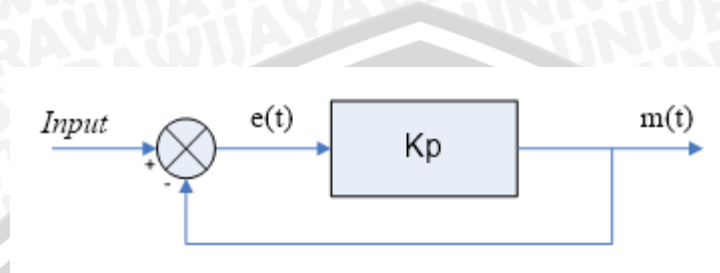 Input
e(t)
Kp
m(t)
+
-